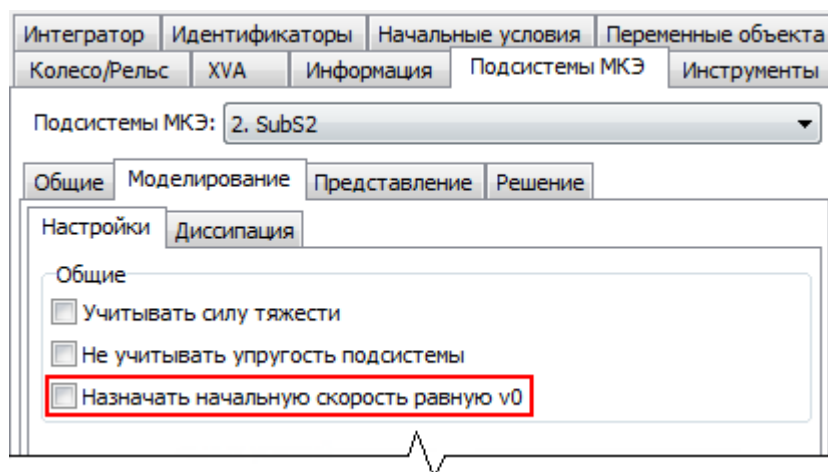 Интегратор Идентификаторы Начальные условия Переменные объекта
Колесо/Рельс XVA Информация Подсистемы МКЭ Инструменты
Подсистемы МКЭ: 2. SubS2
Общие Моделирование Представление Решение
Настройки Диссипация
Общие
Учитывать силу тяжести
Не учитывать упругость подсистемы
Назначать начальную скорость равную v0